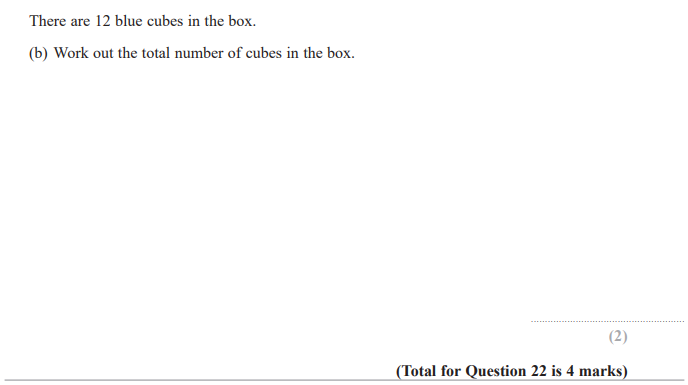 There are 12 blue cubes in the box.
(b) Work out the total number of cubes in the box.
(2)
(Total for Question 22 is 4 marks)